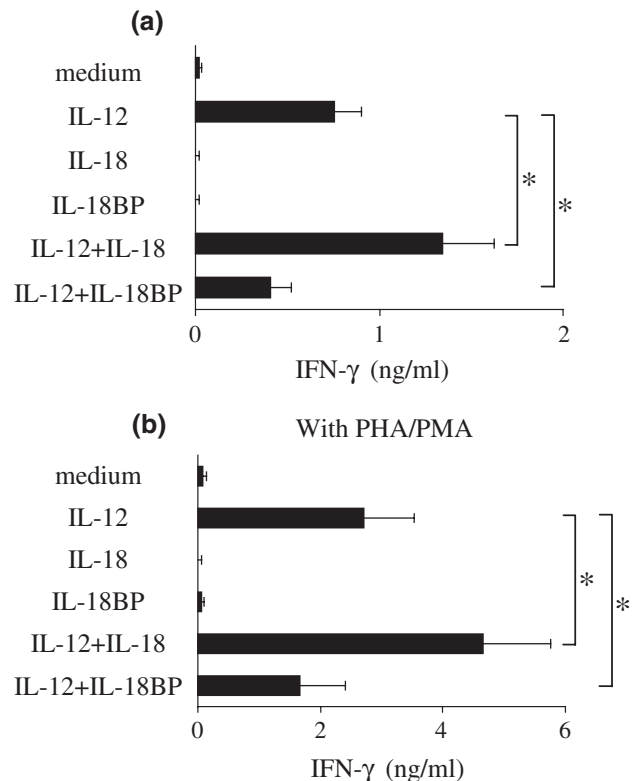 (a)
medium
IL-12
IL-18
IL-18BP
IL-12+IL-18
IL-12+IL-18BP
*
*
0 1 2
IFN-γ (ng/ml)
(b) With PHA/PMA
medium
IL-12
IL-18
IL-18BP
IL-12+IL-18
IL-12+IL-18BP
*
*
0 2 4 6
IFN-γ (ng/ml)